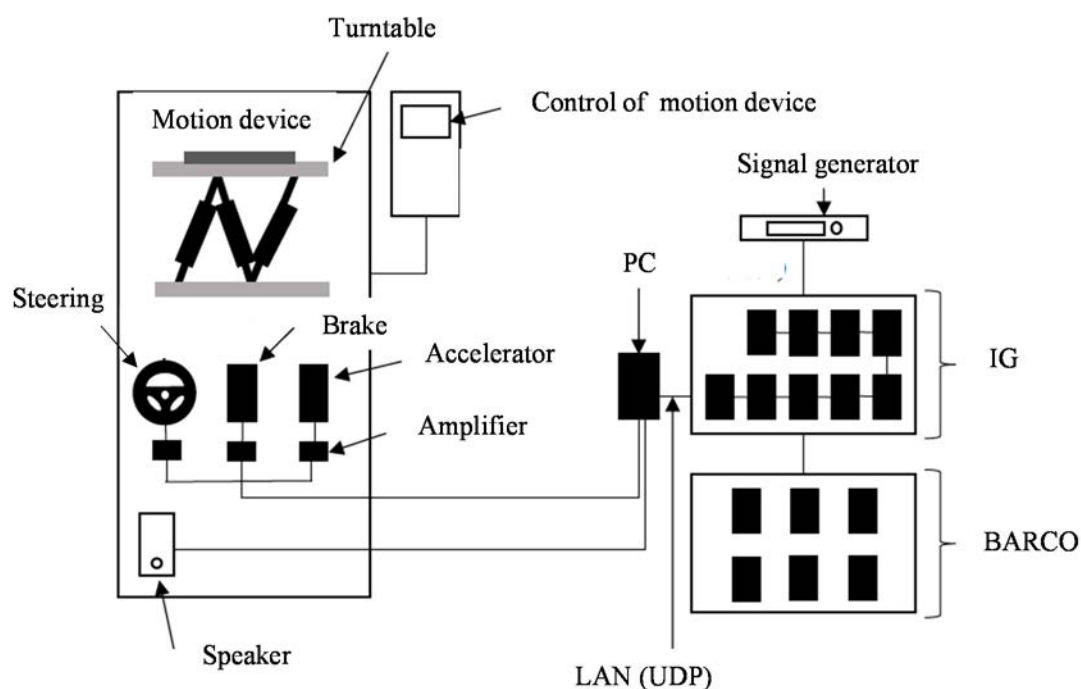 Turntable
Motion device
Control of motion device
Signal generator
PC
Steering
Brake
Accelerator
IG
Amplifier
BARCO
Speaker
LAN (UDP)